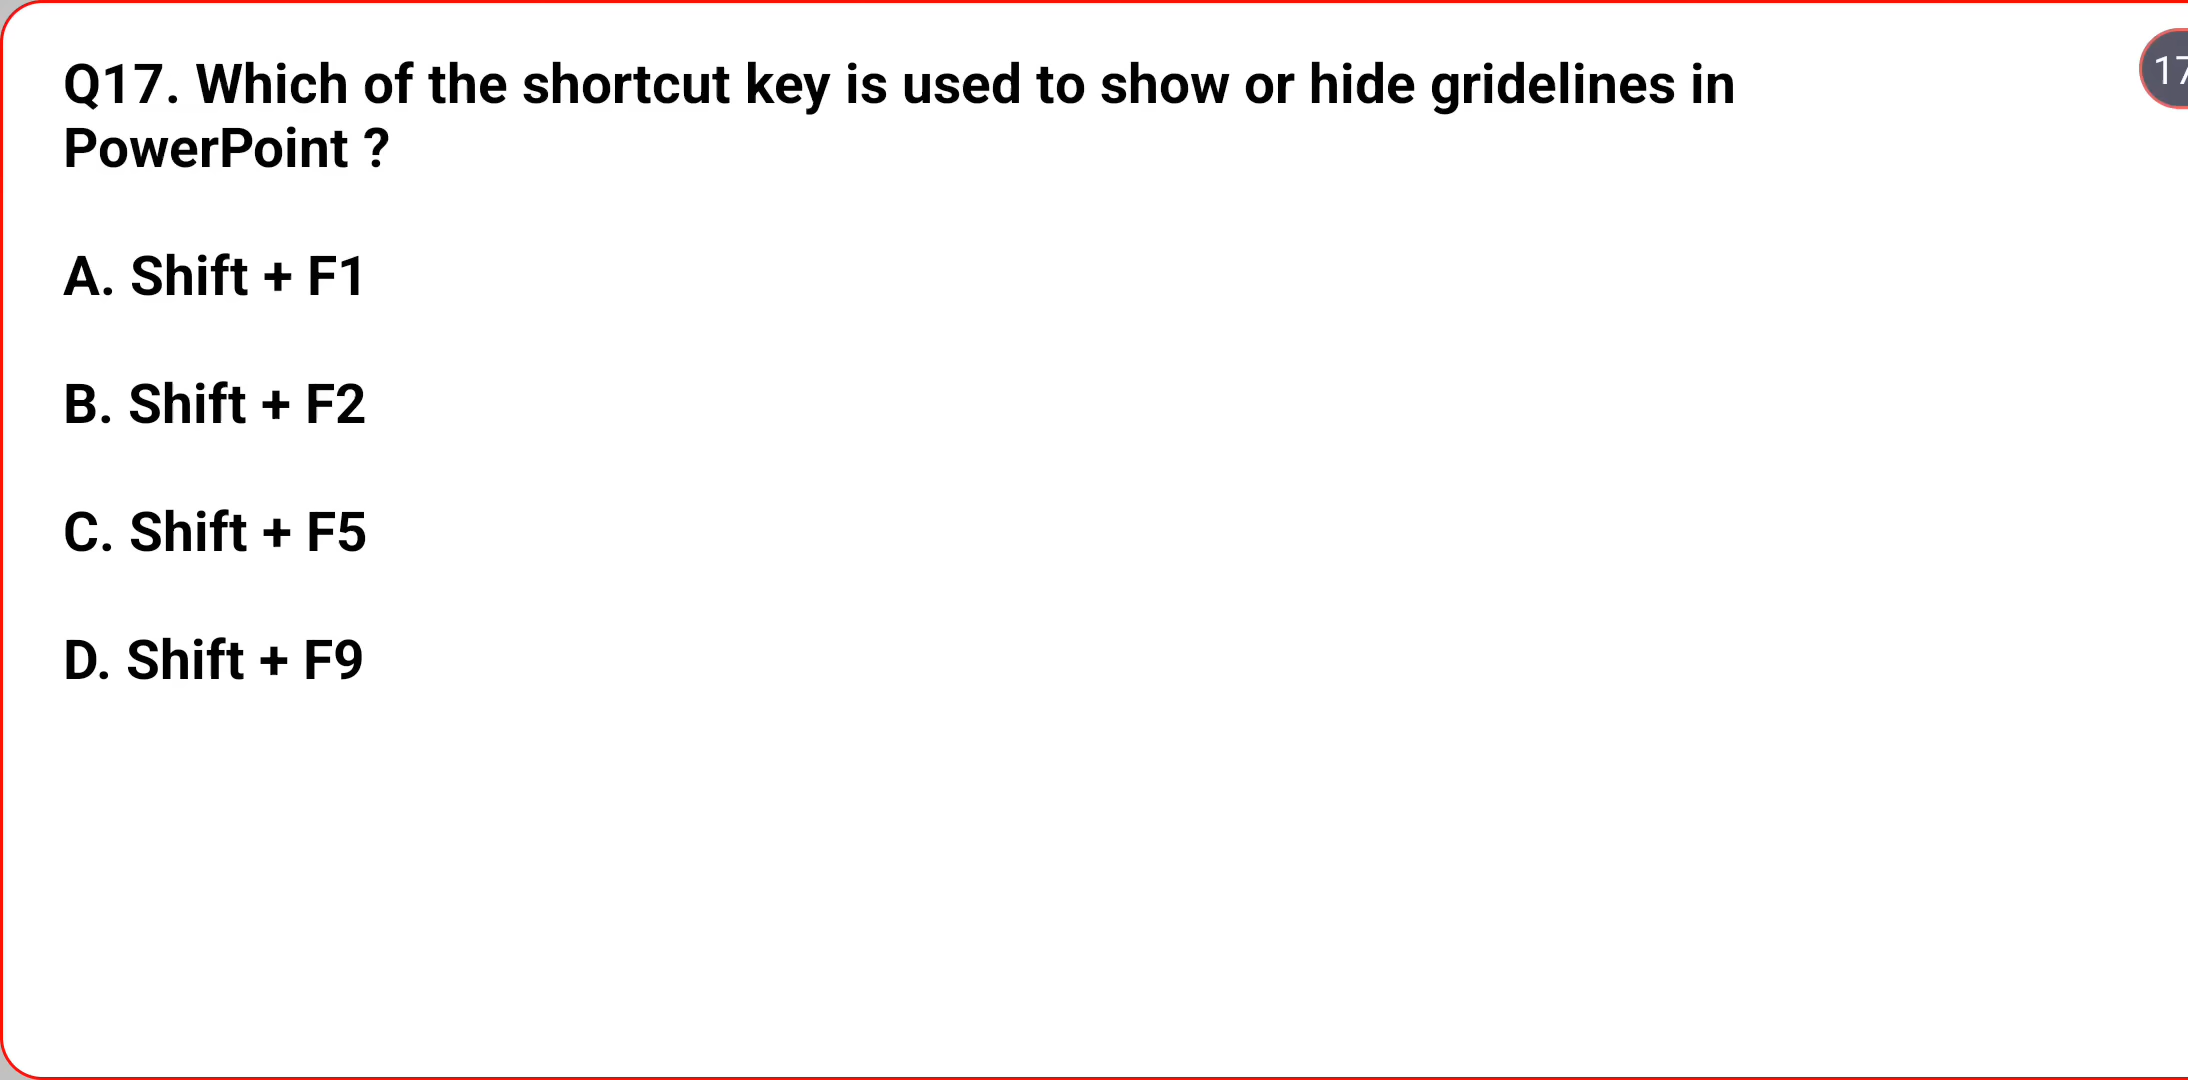 Q17. Which of the shortcut key is used to show or hide gridelines in
PowerPoint ?
A. Shift + F1
B. Shift + F2
C. Shift + F5
D. Shift + F9
17